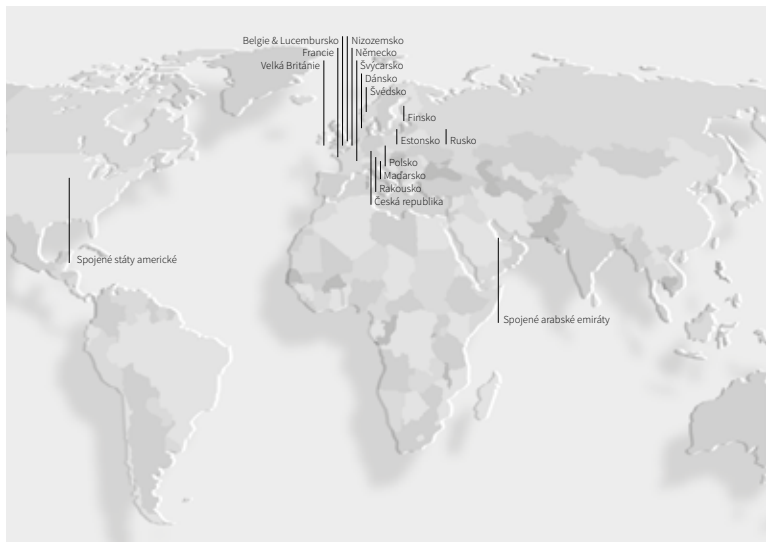 Belgie & Lucembursko
Nizozemsko
Francie
Německo
Velká Británie
Švýcarsko
Dánsko
Švédsko
Finsko
Estonsko
Rusko
Polsko
Maďarsko
Rakousko
Česká republika
Spojené státy americké
Spojené arabské emiráty